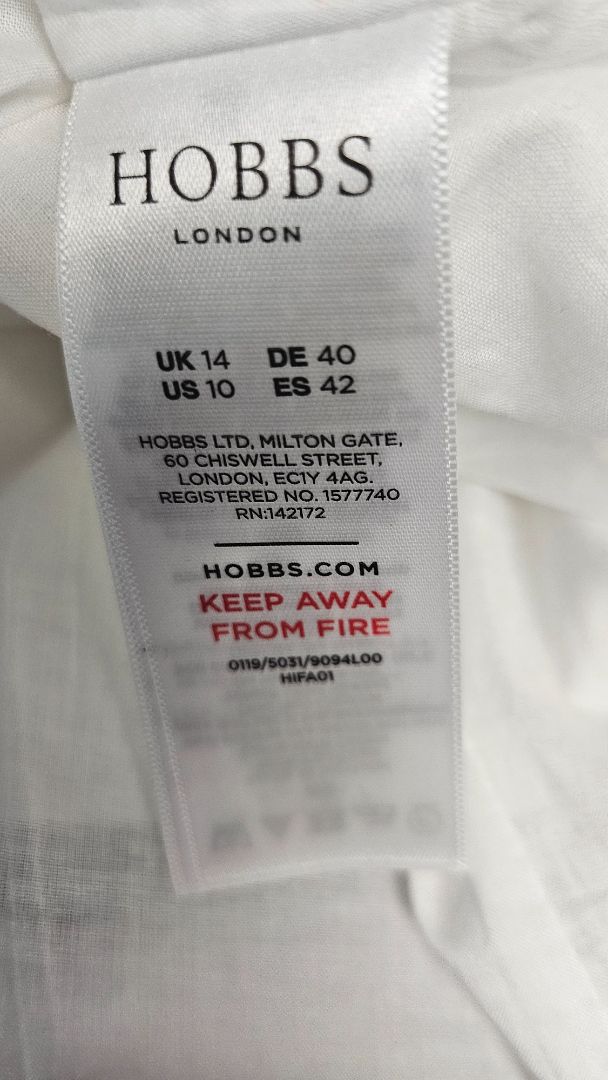 HOBBS
LONDON
UK 14 DE 40
US 10 ES 42
HOBBS LTD, MILTON GATE,
60 CHISWELL STREET,
LONDON, EC1Y 4AG.
REGISTERED NO. 1577740
RN:142172
HOBBS.COM
KEEP AWAY
FROM FIRE
0119/5031/9094L00
HIFA01